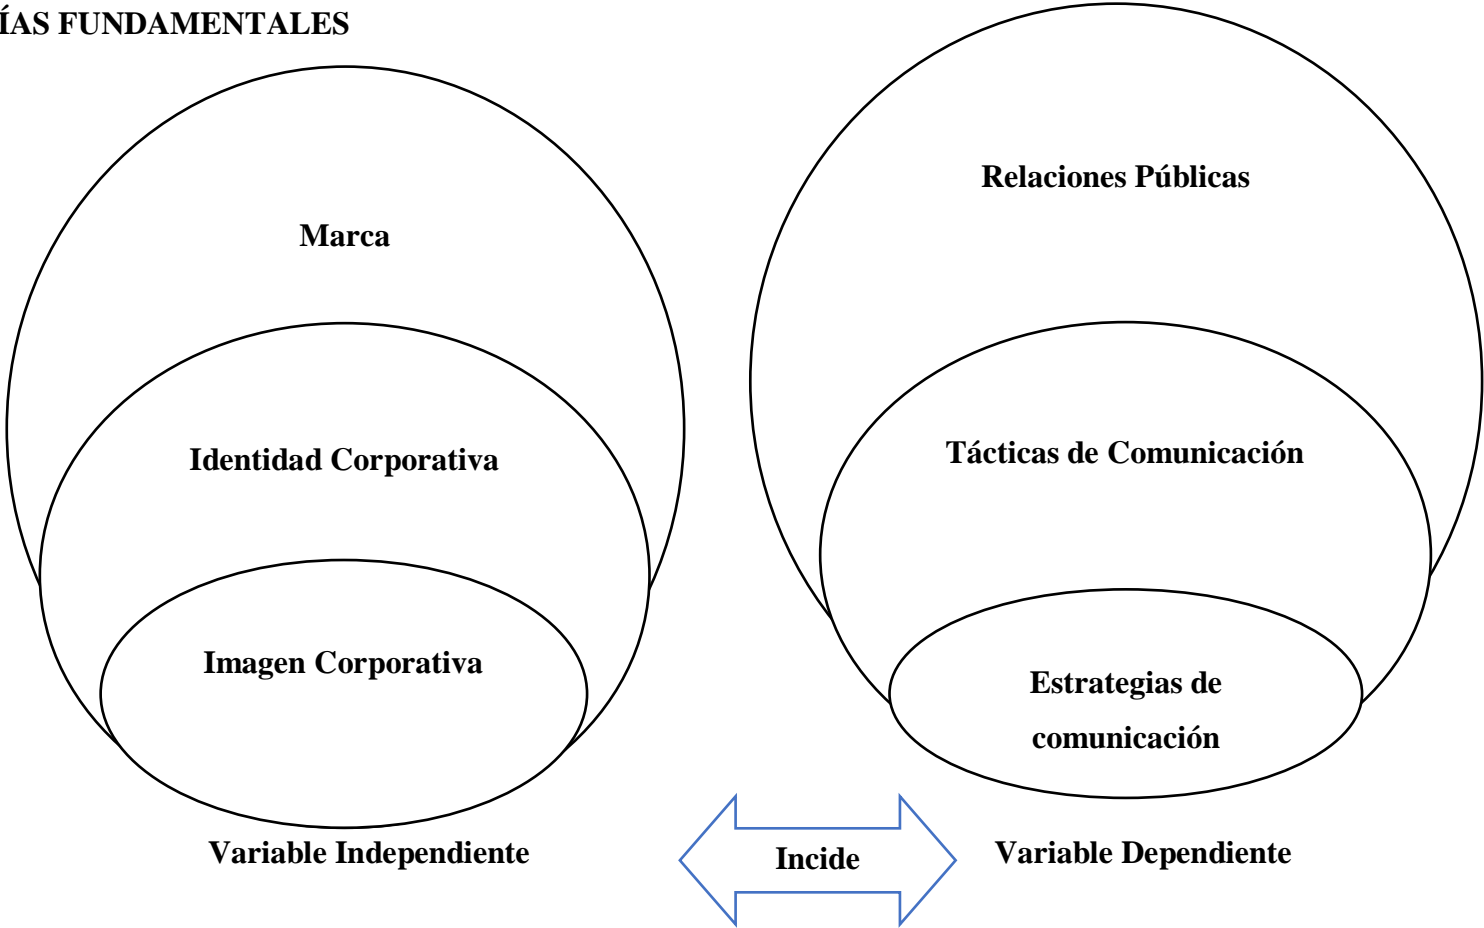 ÍAS FUNDAMENTALES
Marca
Identidad Corporativa
Imagen Corporativa
Variable Independiente
Relaciones Públicas
Tácticas de Comunicación
Estrategias de
comunicación
Incide
Variable Dependiente